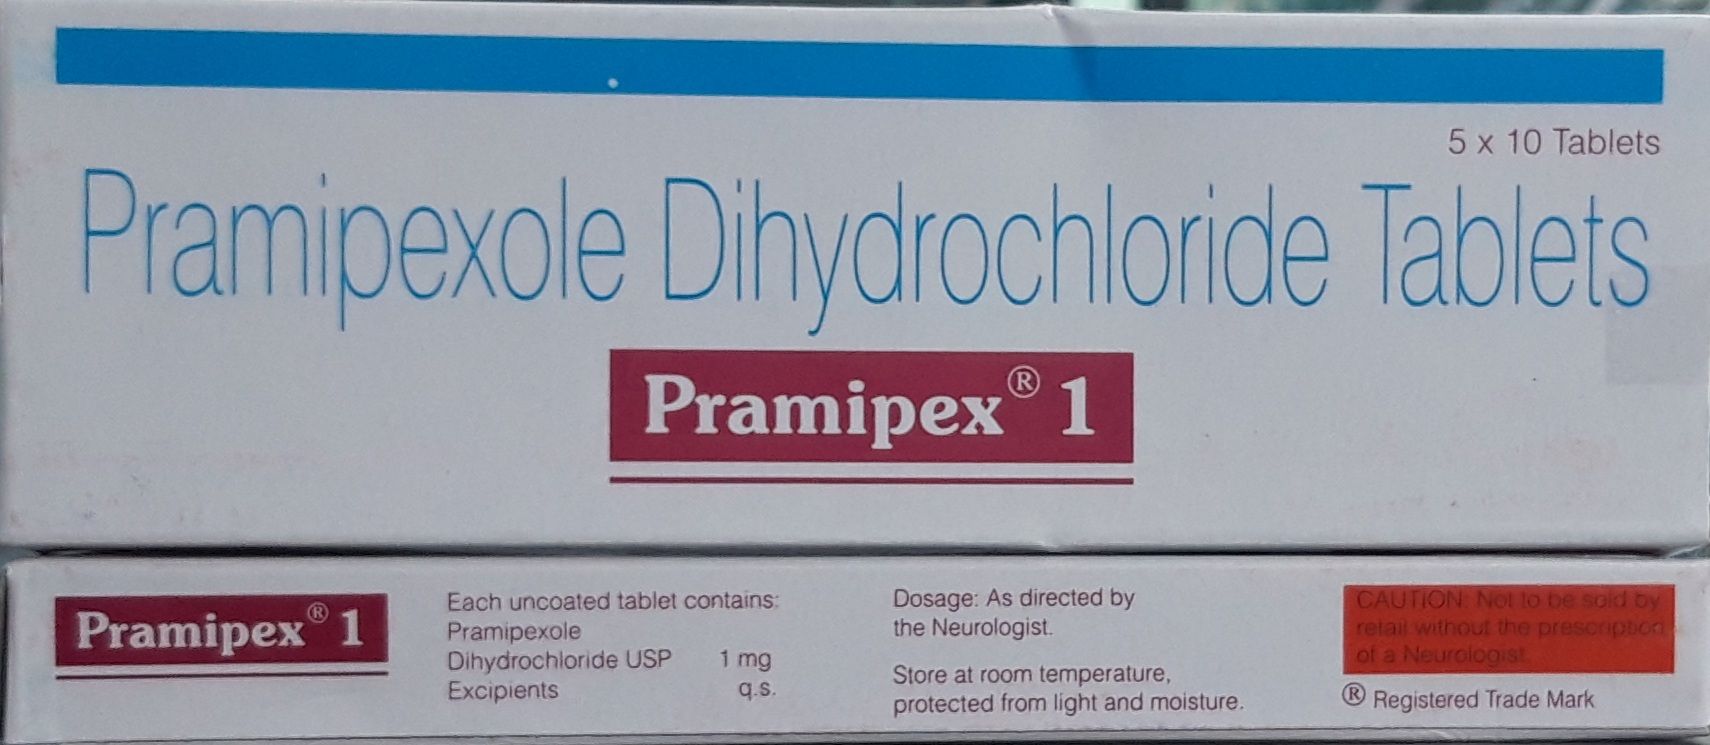 5 x 10 Tablets
Pramipexole Dihydrochloride Tablets
Pramipex® 1
Pramipex® 1
Each uncoated tablet contains:
Pramipexole
Dihydrochloride USP 1 mg
Excipients q.s.
Dosage: As directed by
the Neurologist.
Store at room temperature,
protected from light and moisture.
CAUTION: Not to be sold by
retail without the prescription
of a Neurologist.
® Registered Trade Mark